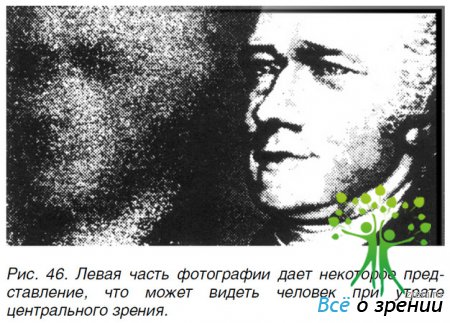 Рис. 46. Левая часть фотографии дает некоторое пред-
ставление, что может видеть человек при утрате
центрального зрения.
Всё о зрении